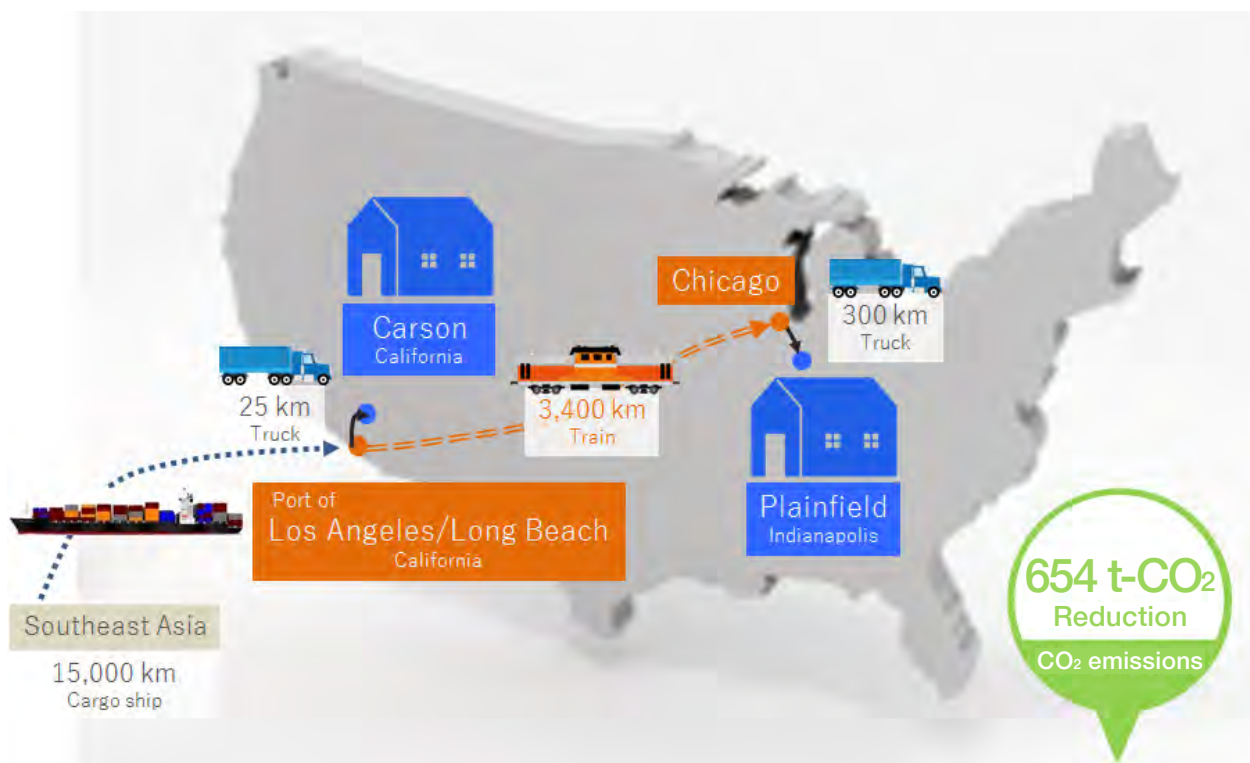 Carson
California
25 km
Truck
Port of
Los Angeles/Long Beach
California
Southeast Asia
15,000 km
Cargo ship
3,400 km
Train
Chicago
300 km
Truck
Plainfield
Indianapolis
654 t-CO₂
Reduction
CO₂ emissions